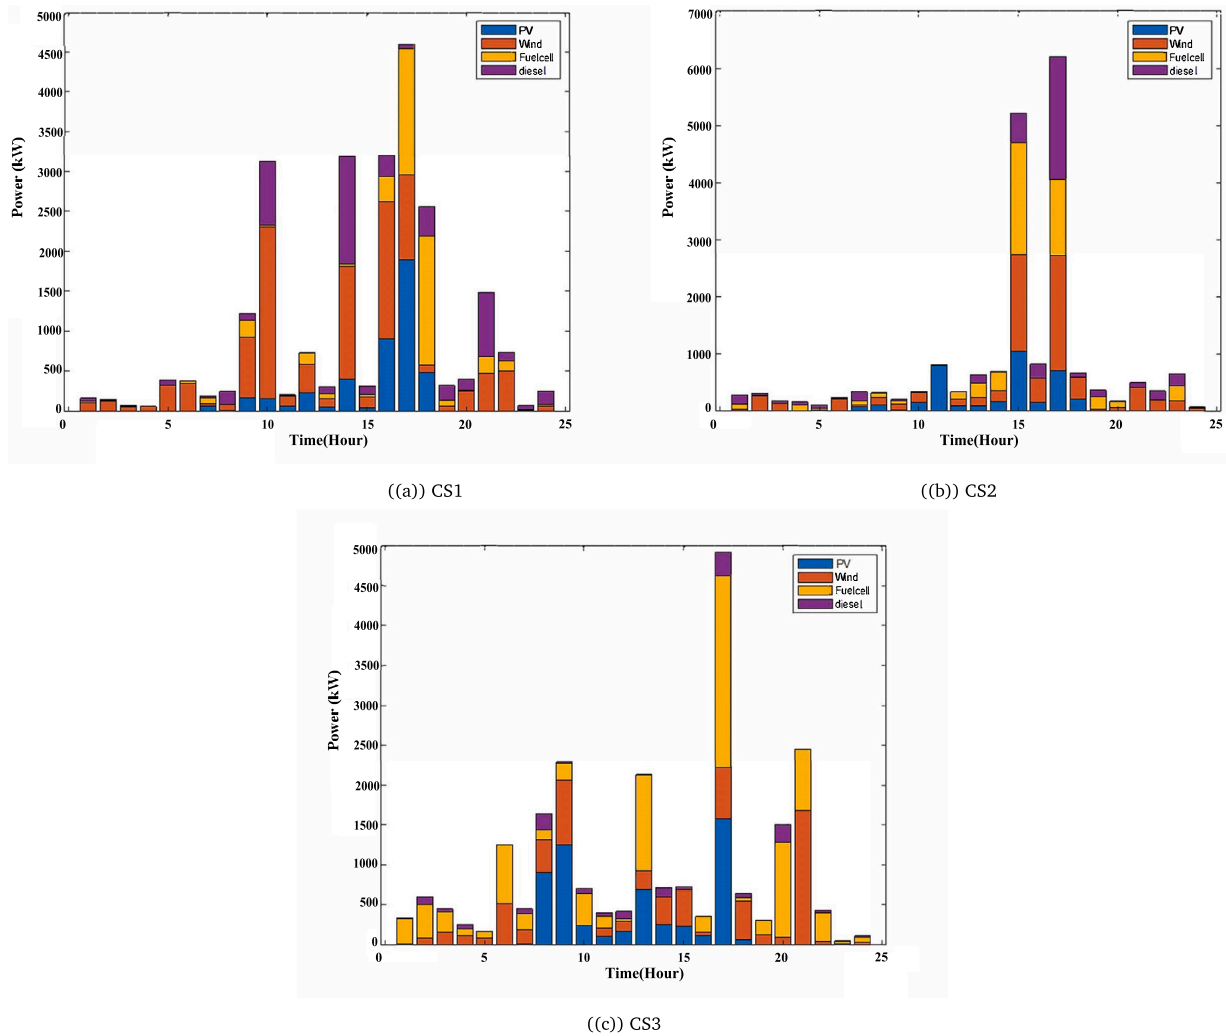 5000
4500
4000
3500
3000
2500
2000
1500
1000
500
0
Power (kW)
PV
Wind
Fuelcell
diesel
0 5 10 15 20 25
Time(Hour)
((a)) CS1
7000
6000
5000
4000
3000
2000
1000
0
Power (kW)
PV
Wind
Fuelcell
diesel
0 5 10 15 20 25
Time(Hour)
((b)) CS2
5000
4500
4000
3500
3000
2500
2000
1500
1000
500
0
Power (kW)
PV
Wind
Fuelcell
diesel
0 5 10 15 20 25
Time(Hour)
((c)) CS3